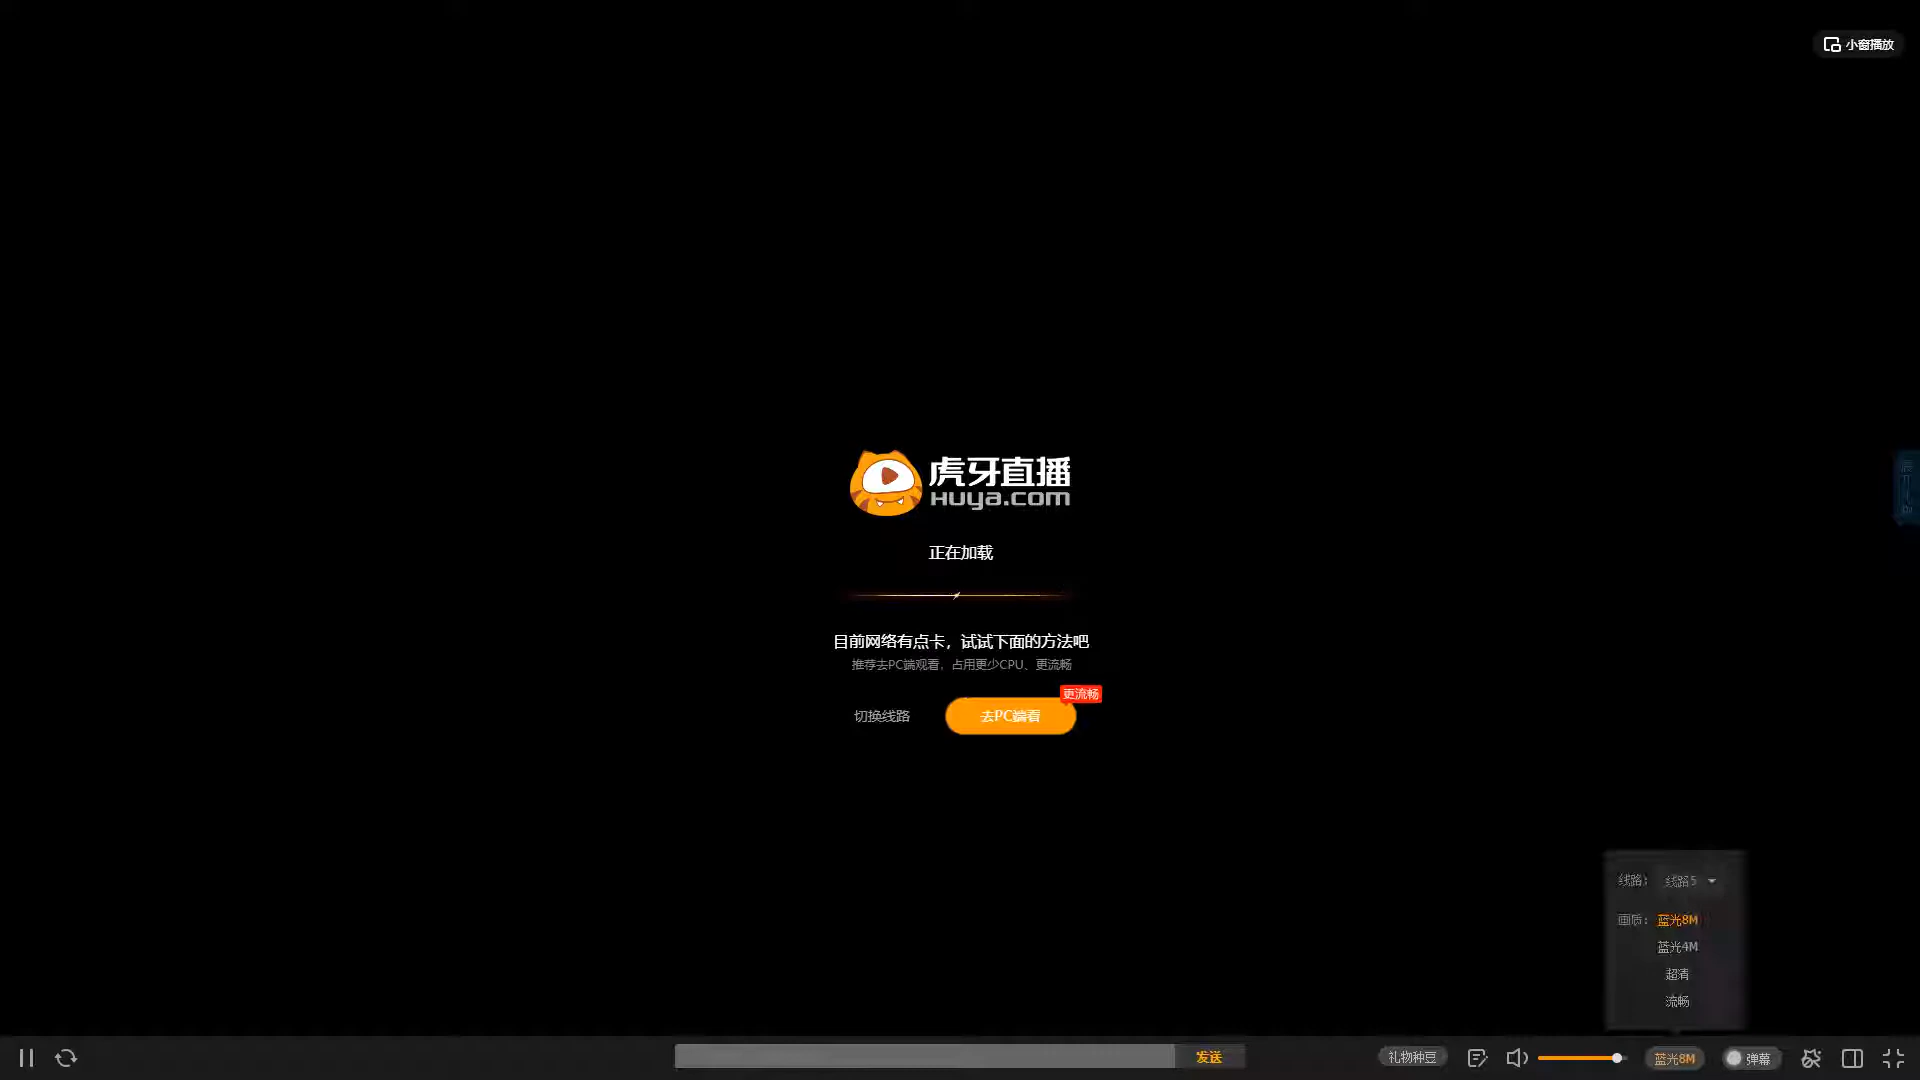 小窗播放
虎牙直播
HUYA.COM
正在加载
目前网络有点卡，试试下面的方法吧
推荐去PC端观看，占用更少CPU、更流畅
更流畅
切换线路
去PC端看
线路：
线路5
画质：
蓝光8M
蓝光4M
超清
流畅
发送
礼物种豆
蓝光8M
弹幕